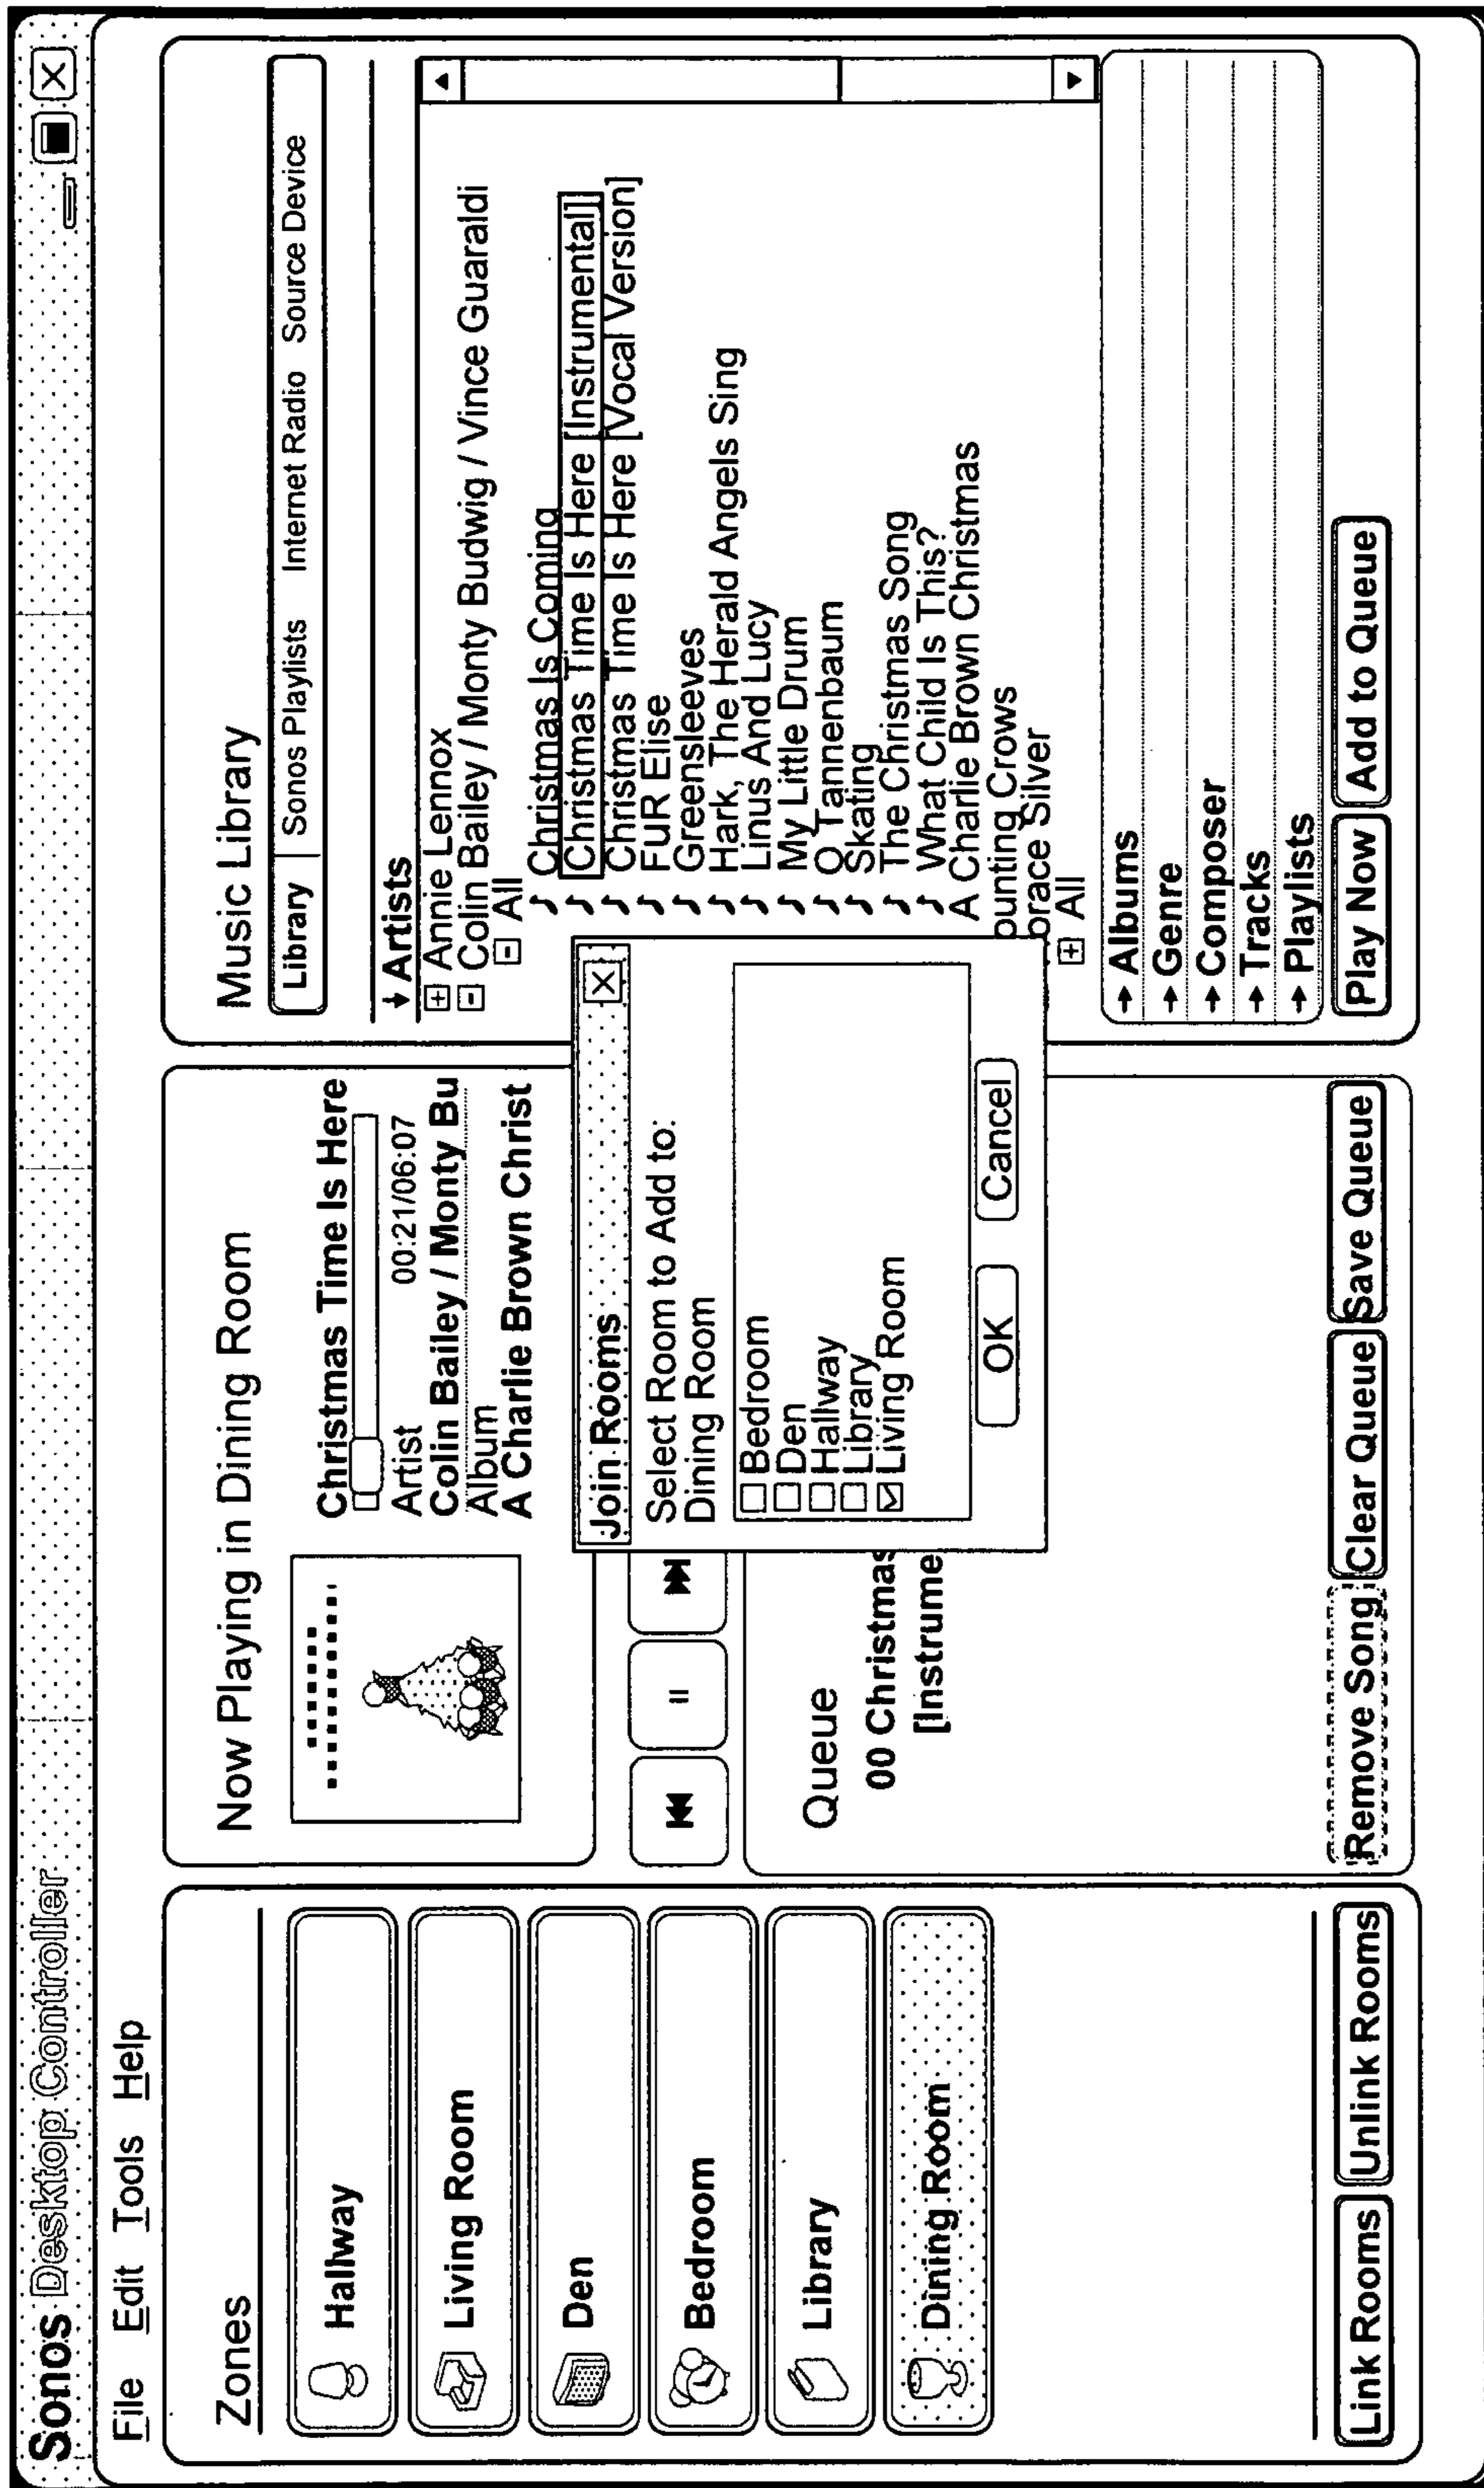 Sonos Desktop Controller
File Edit Tools Help
Zones
Hallway
Living Room
Den
Bedroom
Library
Dining Room
Link Rooms Unlink Rooms
Now Playing in Dining Room
Christmas Time Is Here
00:21/06:07
Artist
Colin Bailey / Monty Bu
Album
A Charlie Brown Christ
Queue
00 Christmas
[Instrume
Remove Song Clear Queue Save Queue
Join Rooms
Select Room to Add to:
Dining Room
Bedroom
Den
Hallway
Library
Living Room
OK Cancel
Music Library
Library Sonos Playlists Internet Radio Source Device
Artists
Annie Lennox
Colin Bailey / Monty Budwig / Vince Guaraldi
All
Christmas Is Coming
Christmas Time Is Here [Instrumental]
Christmas Time Is Here [Vocal Version]
FuR Elise
Greensleeves
Hark, The Herald Angels Sing
Linus And Lucy
My Little Drum
O Tannenbaum
Skating
The Christmas Song
What Child Is This?
A Charlie Brown Christmas
ounting Crows
orace Silver
All
Albums
Genre
Composer
Tracks
Playlists
Play Now Add to Queue